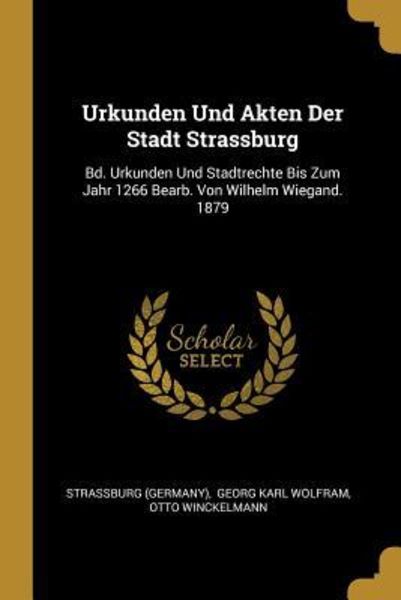 Urkunden Und Akten Der
Stadt Strassburg
Bd. Urkunden Und Stadtrechte Bis Zum
Jahr 1266 Bearb. Von Wilhelm Wiegand.
1879
Scholar
SELECT
STRASSBURG (GERMANY), GEORG KARL WOLFRAM,
OTTO WINCKELMANN